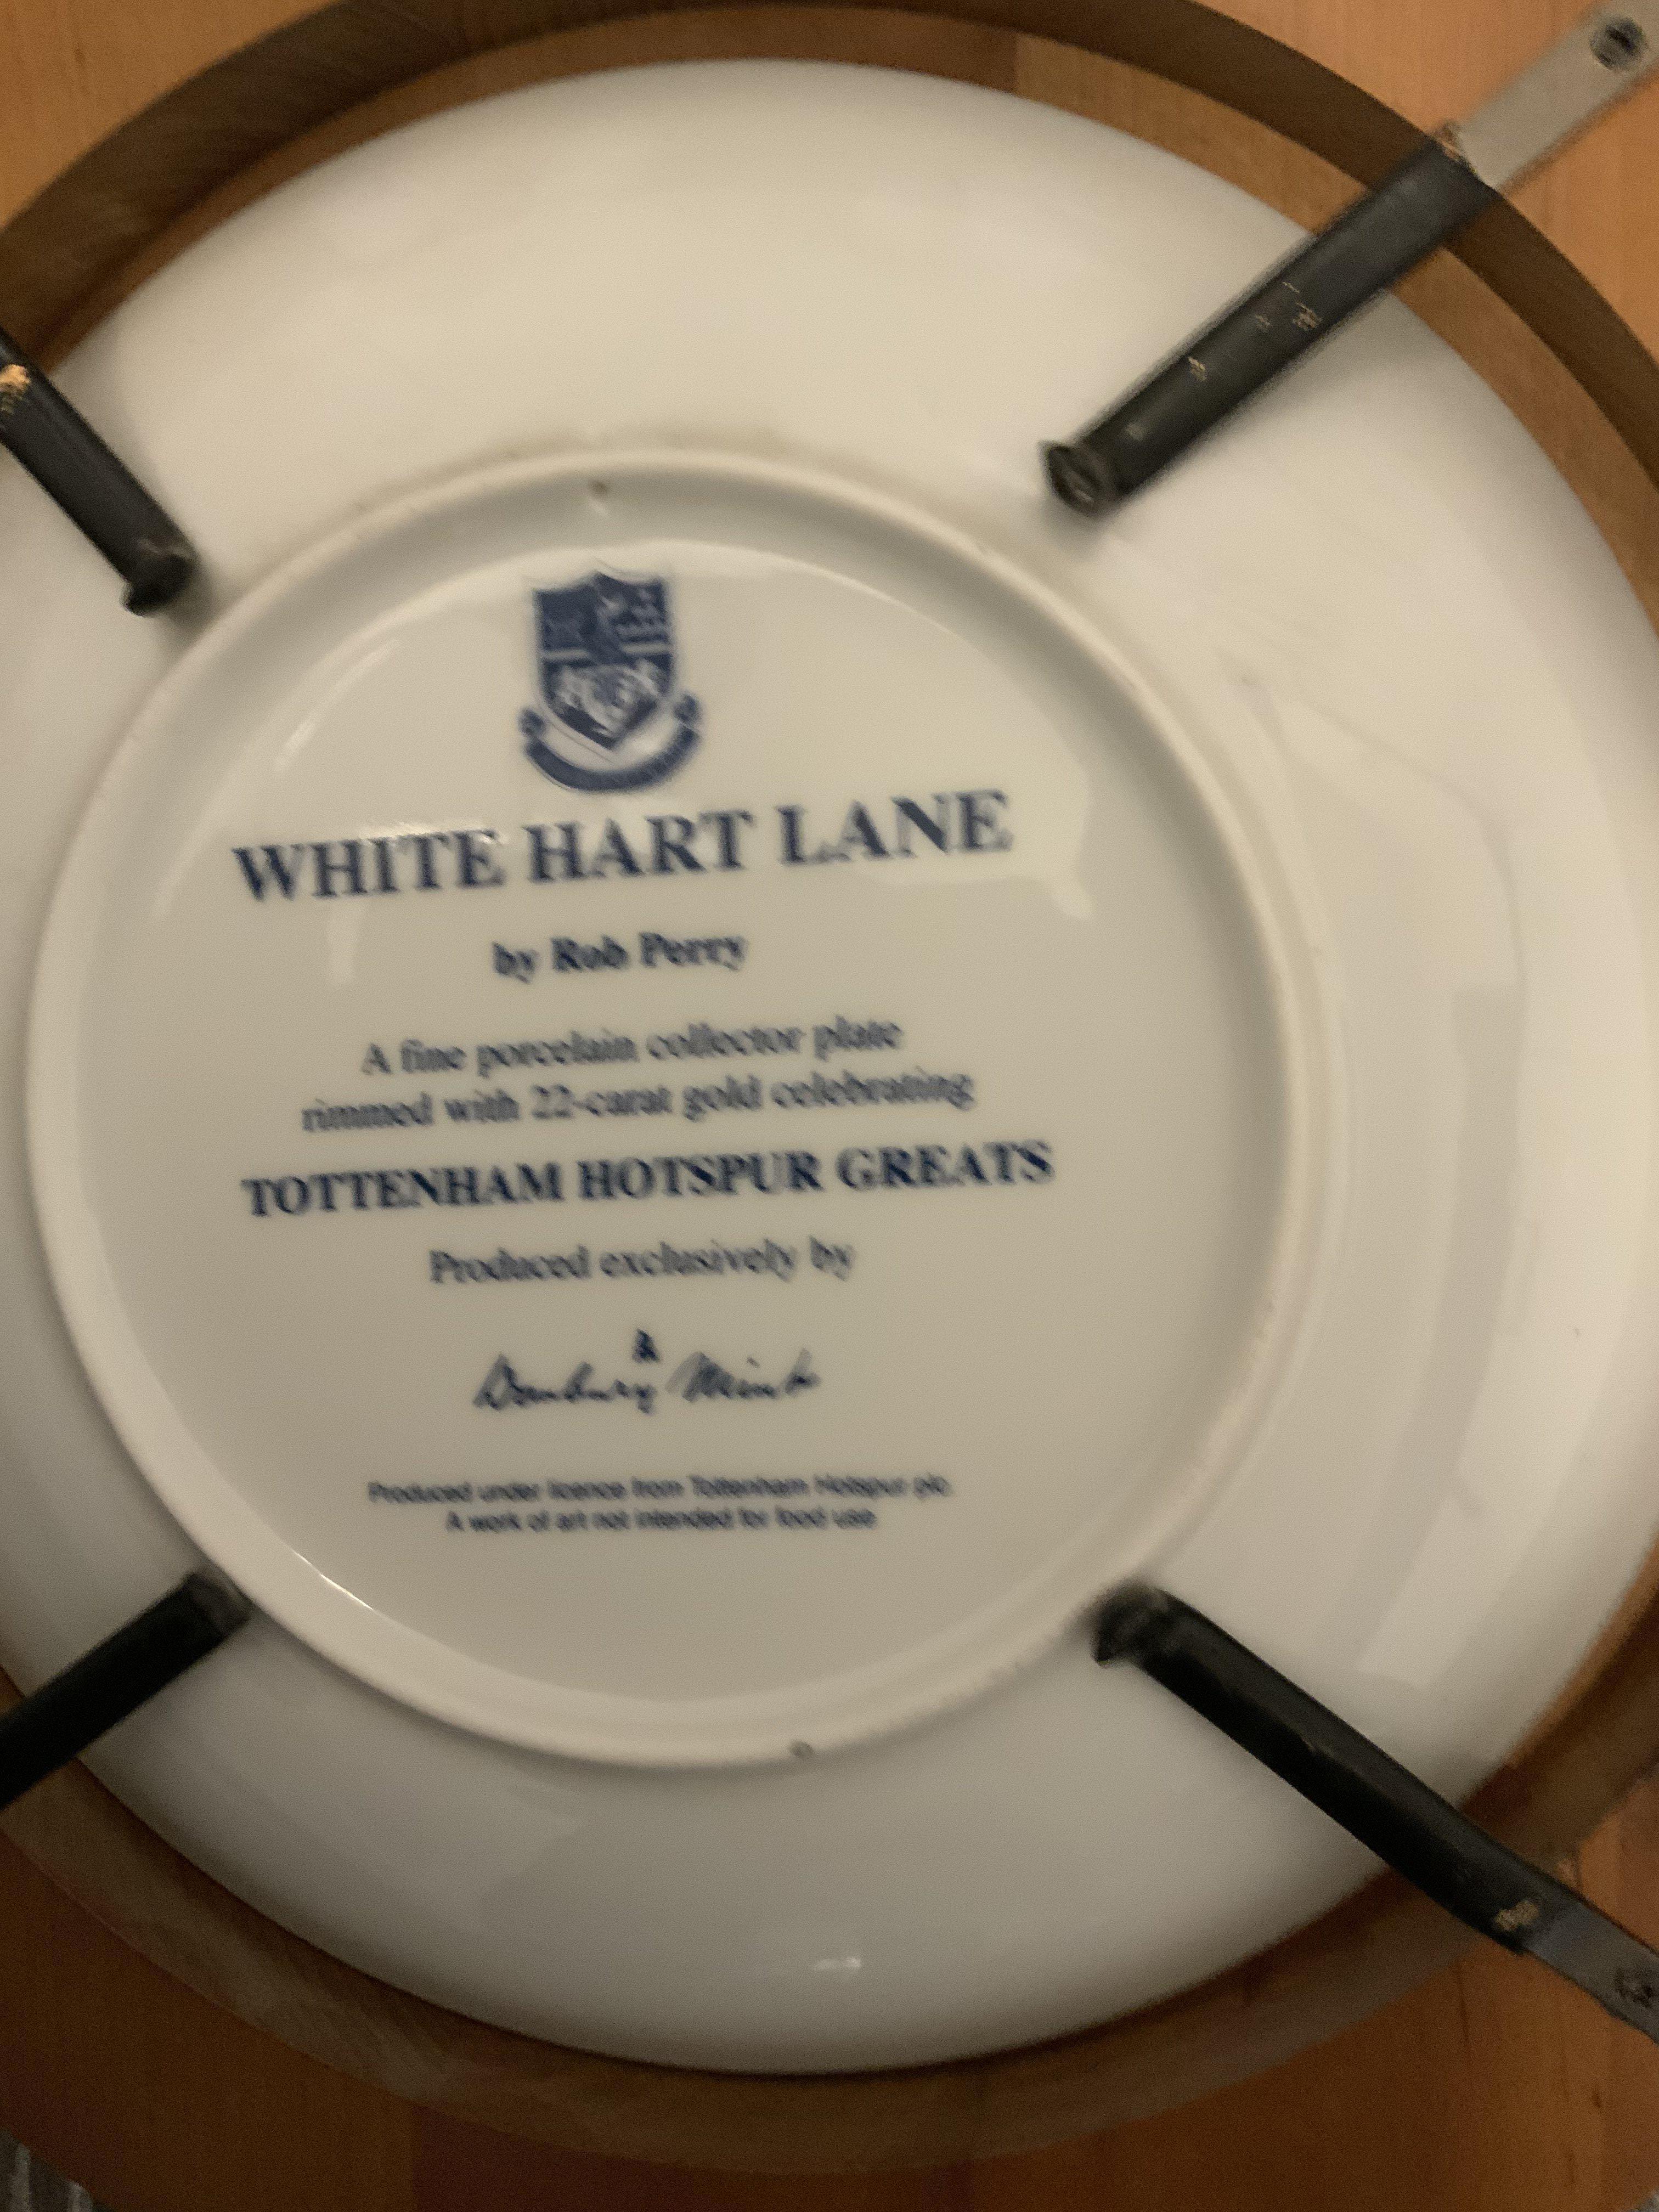 WHITE HART LANE
by Rob Perry
A fine porcelain collector plate
rimmed with 22-carat gold celebrating
TOTTENHAM HOTSPUR GREATS
Produced exclusively by
Danbury Mint
Produced under licence from Tottenham Hotspur plc.
A work of art not intended for food use